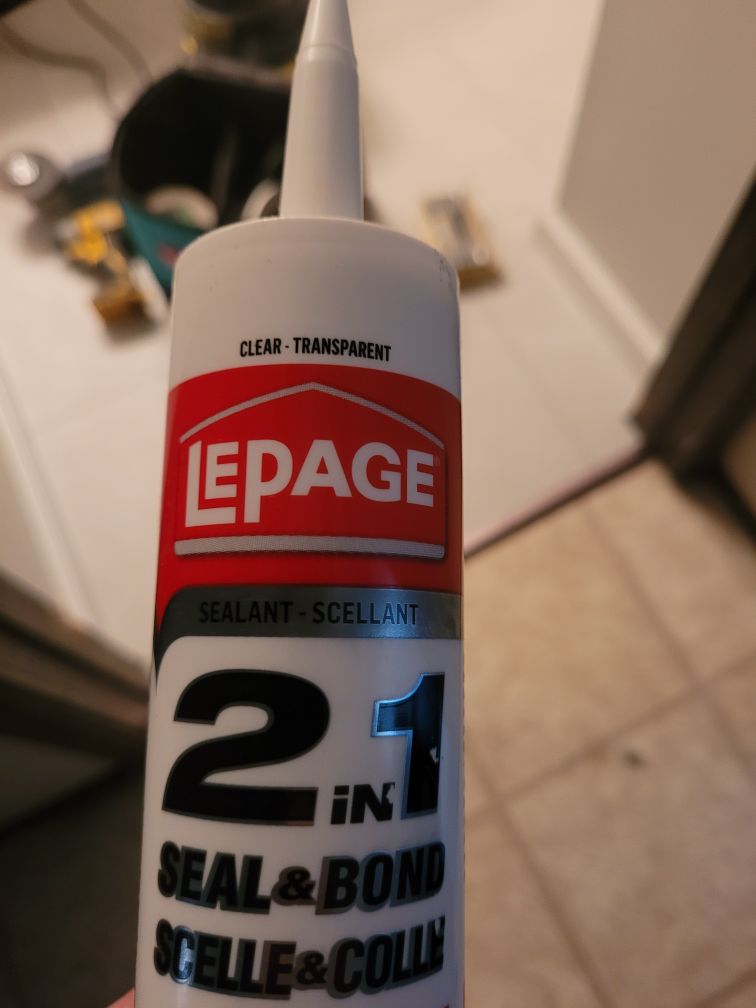 CLEAR - TRANSPARENT
LEPAGE
SEALANT - SCELLANT
2 iN 1
SEAL & BOND
SCELLE & COLLE